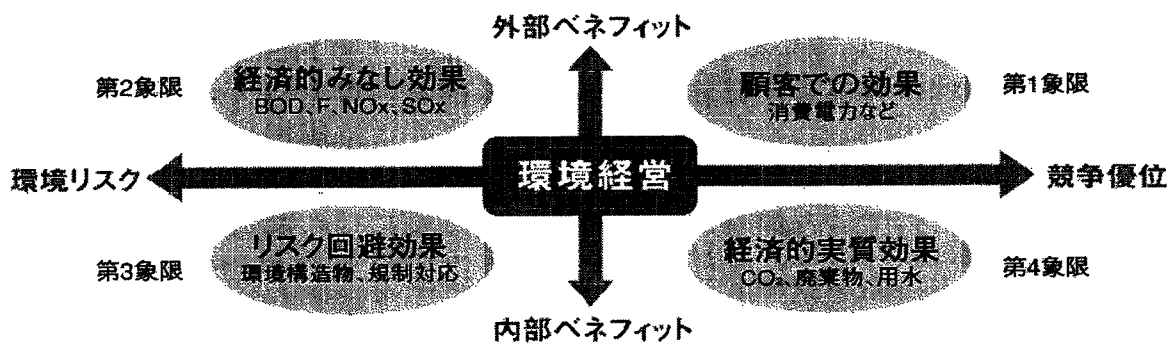 外部ベネフィット
第2象限
経済的みなし効果
BOD、F、NOx、SOx
顧客での効果
消費電力など
第1象限
環境リスク
環境経営
競争優位
第3象限
リスク回避効果
環境構造物、規制対応
経済的実質効果
CO₂、廃棄物、用水
第4象限
内部ベネフィット